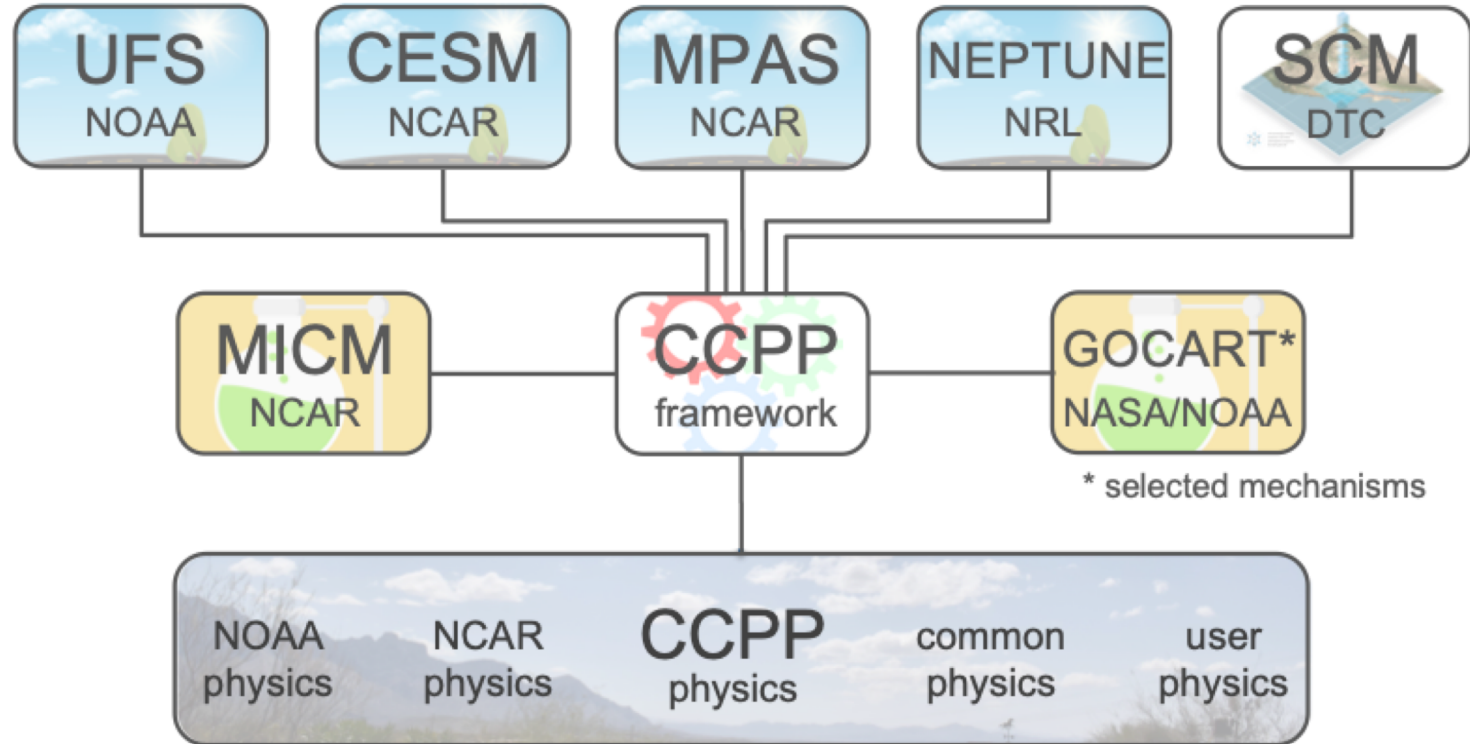 UFS
NOAA
CESM
NCAR
MPAS
NCAR
NEPTUNE
NRL
SCM
DTC
MICM
NCAR
CCPP
framework
GOCART*
NASA/NOAA
* selected mechanisms
NOAA
physics
NCAR
physics
CCPP
physics
common
physics
user
physics